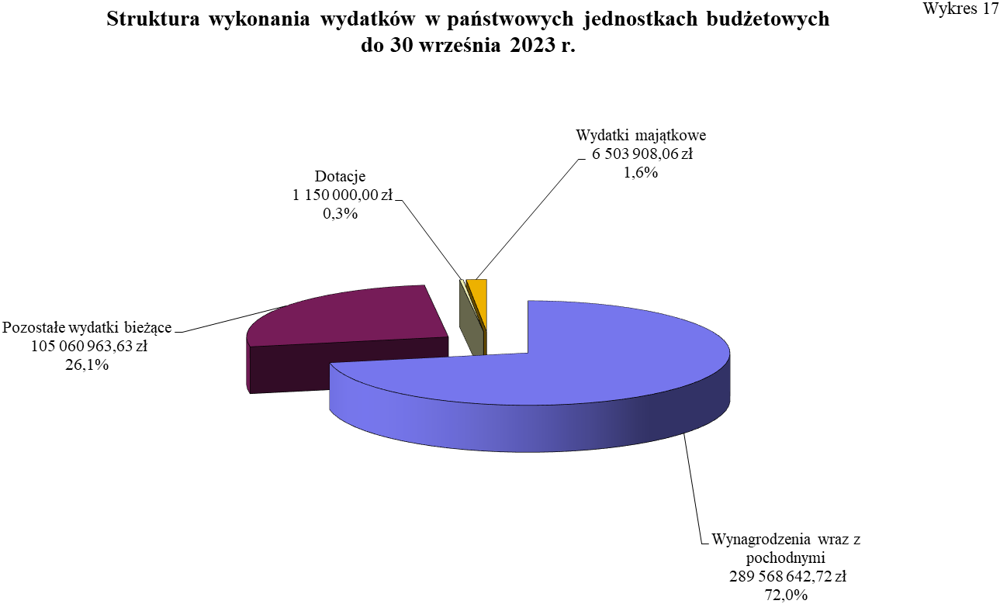 Wykres 17
Struktura wykonania wydatków w państwowych jednostkach budżetowych
do 30 września 2023 r.
Wydatki majątkowe
6 503 908,06 zł
1,6%
Dotacje
1 150 000,00 zł
0,3%
Pozostałe wydatki bieżące
105 060 963,63 zł
26,1%
Wynagrodzenia wraz z
pochodnymi
289 568 642,72 zł
72,0%